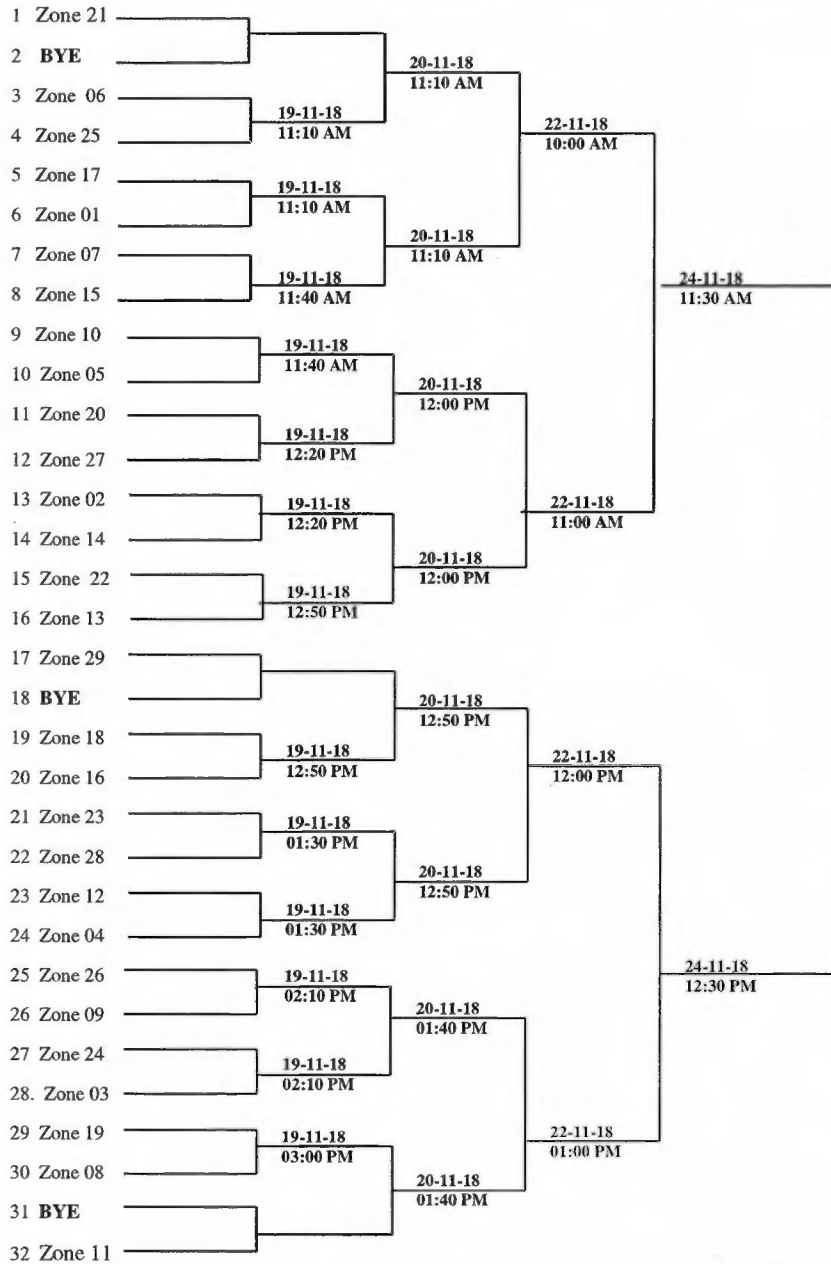 1 Zone 21
2 BYE
3 Zone 06
4 Zone 25
5 Zone 17
6 Zone 01
7 Zone 07
8 Zone 15
9 Zone 10
10 Zone 05
11 Zone 20
12 Zone 27
13 Zone 02
14 Zone 14
15 Zone 22
16 Zone 13
17 Zone 29
18 BYE
19 Zone 18
20 Zone 16
21 Zone 23
22 Zone 28
23 Zone 12
24 Zone 04
25 Zone 26
26 Zone 09
27 Zone 24
28. Zone 03
29 Zone 19
30 Zone 08
31 BYE
32 Zone 11
19-11-18
11:10 AM
19-11-18
11:10 AM
19-11-18
11:40 AM
19-11-18
11:40 AM
19-11-18
12:20 PM
19-11-18
12:20 PM
19-11-18
12:50 PM
19-11-18
12:50 PM
19-11-18
01:30 PM
19-11-18
01:30 PM
19-11-18
02:10 PM
19-11-18
02:10 PM
19-11-18
03:00 PM
20-11-18
11:10 AM
20-11-18
11:10 AM
20-11-18
12:00 PM
20-11-18
12:00 PM
20-11-18
12:50 PM
20-11-18
12:50 PM
20-11-18
01:40 PM
20-11-18
01:40 PM
22-11-18
10:00 AM
22-11-18
11:00 AM
22-11-18
12:00 PM
22-11-18
01:00 PM
24-11-18
11:30 AM
24-11-18
12:30 PM